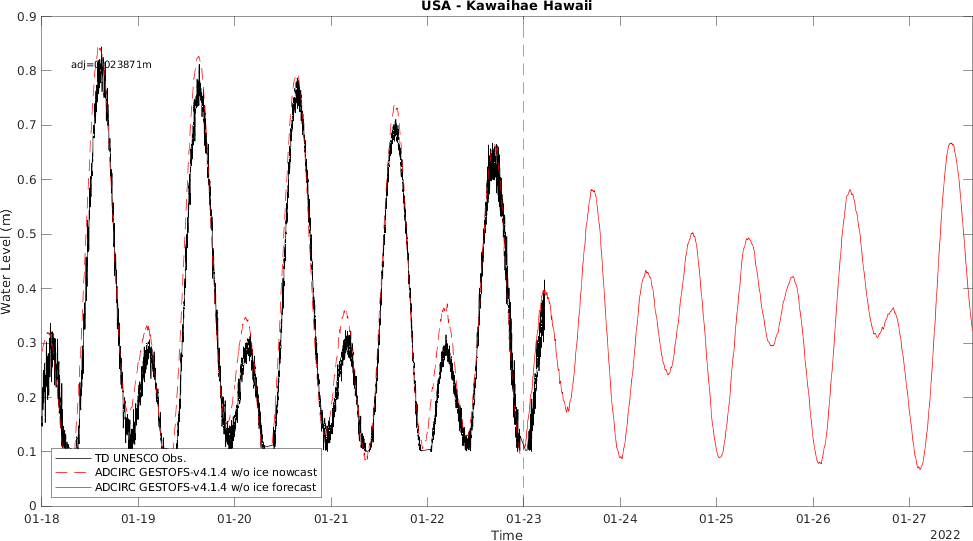 USA - Kawaihae Hawaii
0.9
0.8
0.7
0.6
0.5
0.4
0.3
0.2
0.1
0
Water Level (m)
adj=0.023871m
TD UNESCO Obs.
ADCIRC GESTOFS-v4.1.4 w/o ice nowcast
ADCIRC GESTOFS-v4.1.4 w/o ice forecast
01-18 01-19 01-20 01-21 01-22 01-23 01-24 01-25 01-26 01-27
Time
2022